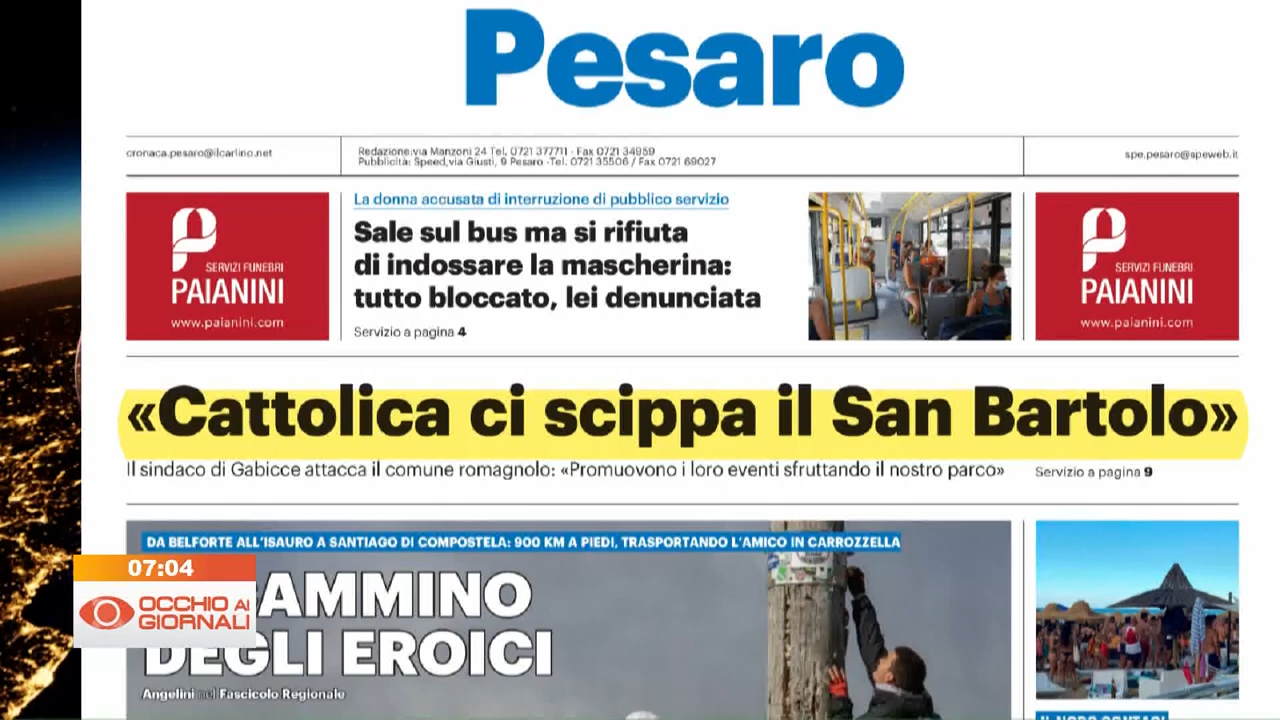 Pesaro
cronaca.pesaro@ilcarlino.net
Redazione:via Manzoni 24 Tel. 0721 377711 - Fax 0721 34959
Pubblicità: Speed,via Giusti, 9 Pesaro -Tel. 0721 35506 / Fax 0721 69027
spe.pesaro@speweb.it
SERVIZI FUNEBRI
PAIANINI
www.paianini.com
La donna accusata di interruzione di pubblico servizio
Sale sul bus ma si rifiuta
di indossare la mascherina:
tutto bloccato, lei denunciata
Servizio a pagina 4
SERVIZI FUNEBRI
PAIANINI
www.paianini.com
«Cattolica ci scippa il San Bartolo»
Il sindaco di Gabicce attacca il comune romagnolo: «Promuovono i loro eventi sfruttando il nostro parco»
Servizio a pagina 9
DA BELFORTE ALL'ISAURO A SANTIAGO DI COMPOSTELA: 900 KM A PIEDI, TRASPORTANDO L'AMICO IN CARROZZELLA
AMMINO
DEGLI EROICI
Angelini nel Fascicolo Regionale
07:04
OCCHIO AI
GIORNALI